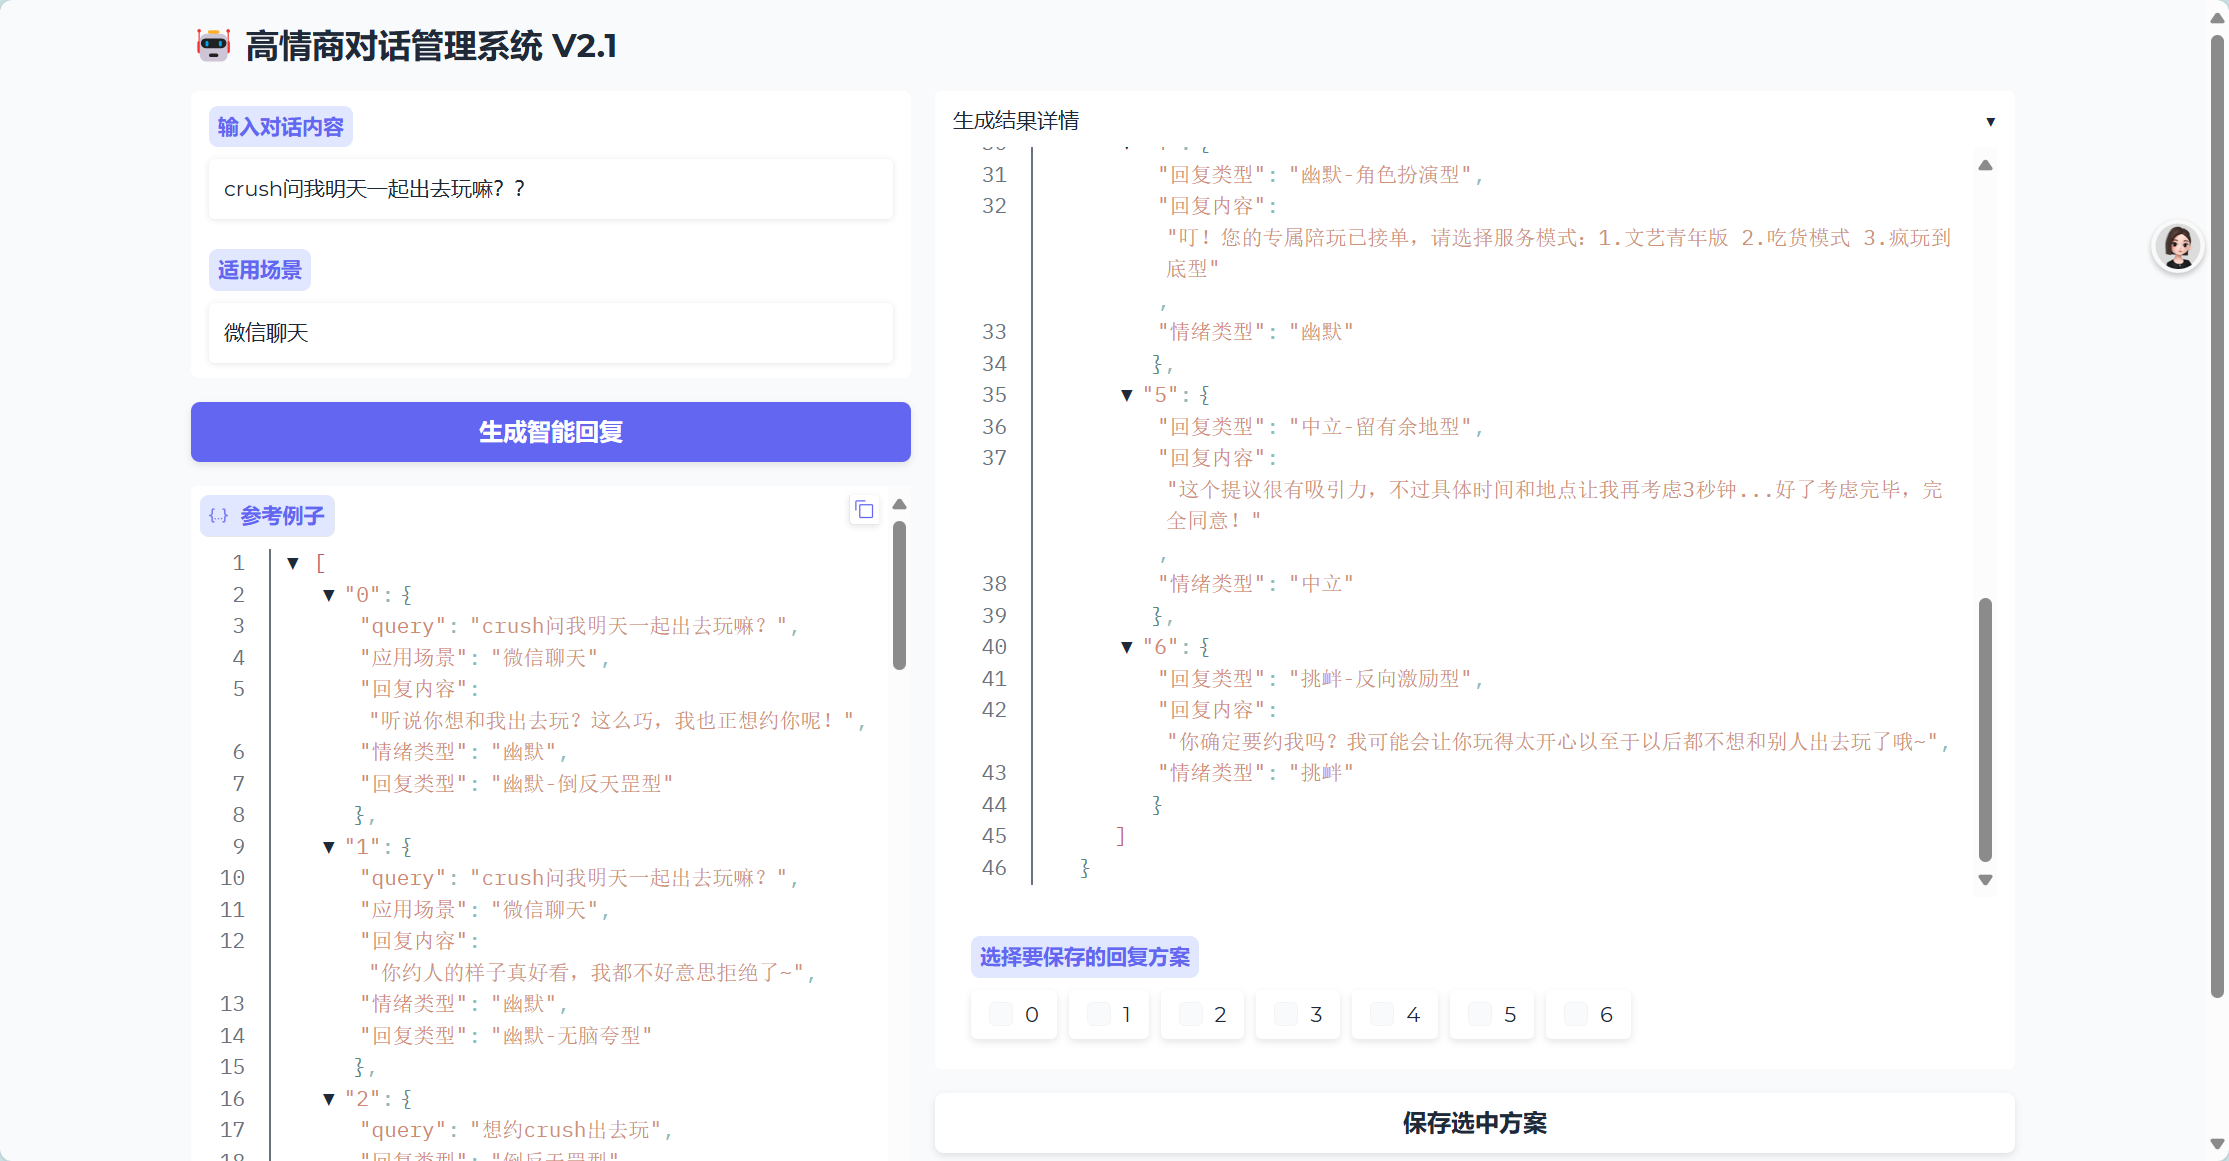 高情商对话管理系统 V2.1
输入对话内容
crush问我明天一起出去玩嘛？？
适用场景
微信聊天
生成智能回复
{..} 参考例子
1 ▼ [
2 ▼ "0": {
3 "query": "crush问我明天一起出去玩嘛？",
4 "应用场景": "微信聊天",
5 "回复内容":
"听说你想和我出去玩？这么巧，我也正想约你呢！",
6 "情绪类型": "幽默",
7 "回复类型": "幽默-倒反天罡型"
8 },
9 ▼ "1": {
10 "query": "crush问我明天一起出去玩嘛？",
11 "应用场景": "微信聊天",
12 "回复内容":
"你约人的样子真好看，我都不好意思拒绝了~",
13 "情绪类型": "幽默",
14 "回复类型": "幽默-无脑夸型"
15 },
16 ▼ "2": {
17 "query": "想约crush出去玩",
18 "回复类型": "倒反天罡型"
生成结果详情 ▼
31 "回复类型": "幽默-角色扮演型",
32 "回复内容":
"叮！您的专属陪玩已接单，请选择服务模式：1.文艺青年版 2.吃货模式 3.疯玩到
底型"
,
33 "情绪类型": "幽默"
34 },
35 ▼ "5": {
36 "回复类型": "中立-留有余地型",
37 "回复内容":
"这个提议很有吸引力，不过具体时间和地点让我再考虑3秒钟...好了考虑完毕，完
全同意！"
,
38 "情绪类型": "中立"
39 },
40 ▼ "6": {
41 "回复类型": "挑衅-反向激励型",
42 "回复内容":
"你确定要约我吗？我可能会让你玩得太开心以至于以后都不想和别人出去玩了哦~",
43 "情绪类型": "挑衅"
44 }
45 ]
46 }
选择要保存的回复方案
0 1 2 3 4 5 6
保存选中方案